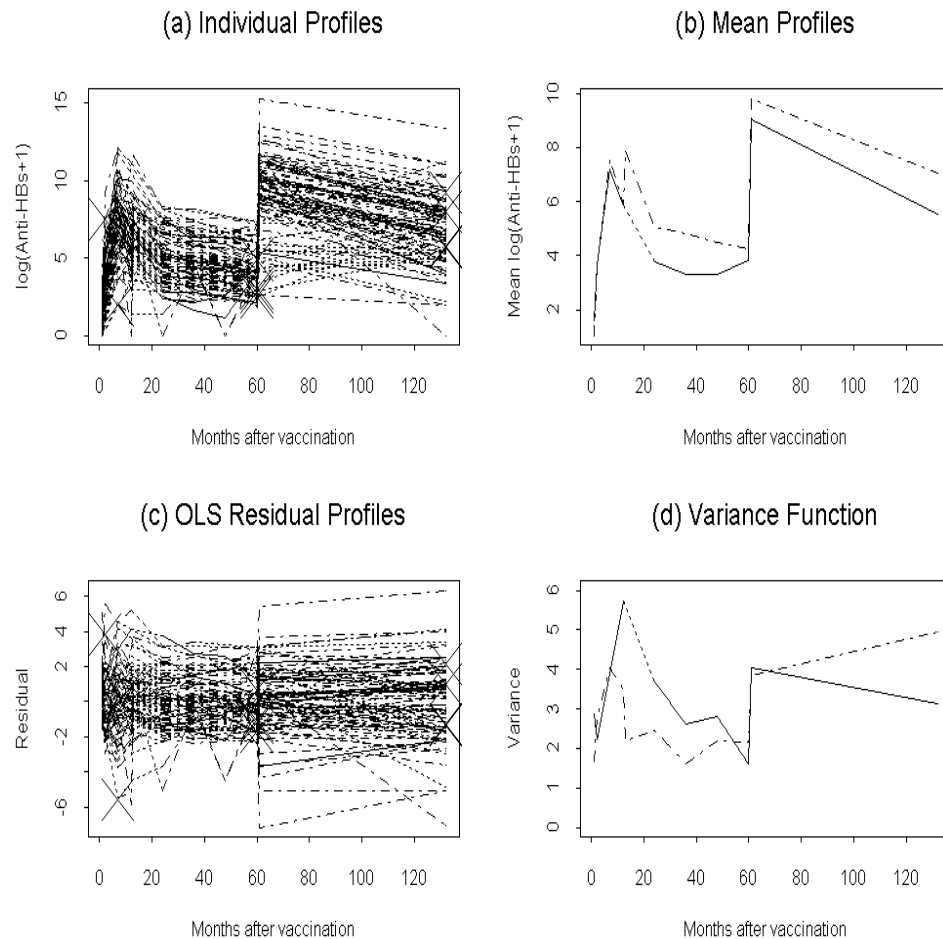 (a) Individual Profiles
log(Anti-HBs+1)
15
10
5
0
0 20 40 60 80 100 120
Months after vaccination
(b) Mean Profiles
Mean log(Anti-HBs+1)
10
8
6
4
2
0 20 40 60 80 100 120
Months after vaccination
(c) OLS Residual Profiles
Residual
6
4
2
-2
-6
0 20 40 60 80 100 120
Months after vaccination
(d) Variance Function
Variance
6
5
4
3
2
1
0
0 20 40 60 80 100 120
Months after vaccination